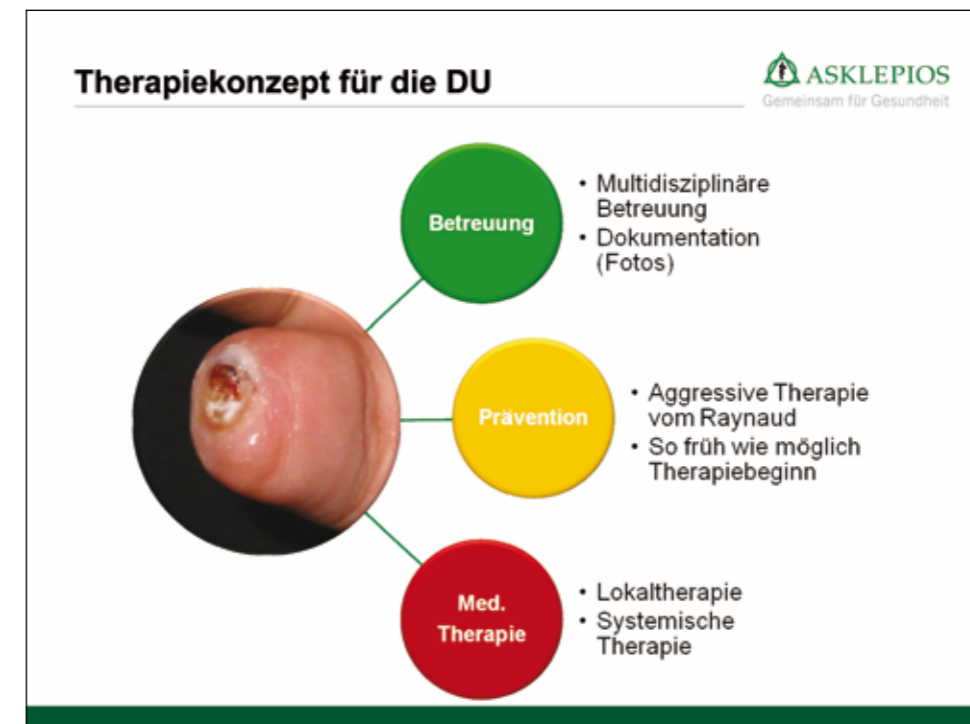 Therapiekonzept für die DU
ASKLEPIOS
Gemeinsam für Gesundheit
Betreuung
• Multidisziplinäre
Betreuung
• Dokumentation
(Fotos)
Prävention
• Aggressive Therapie
vom Raynaud
• So früh wie möglich
Therapiebeginn
Med.
Therapie
• Lokaltherapie
• Systemische
Therapie